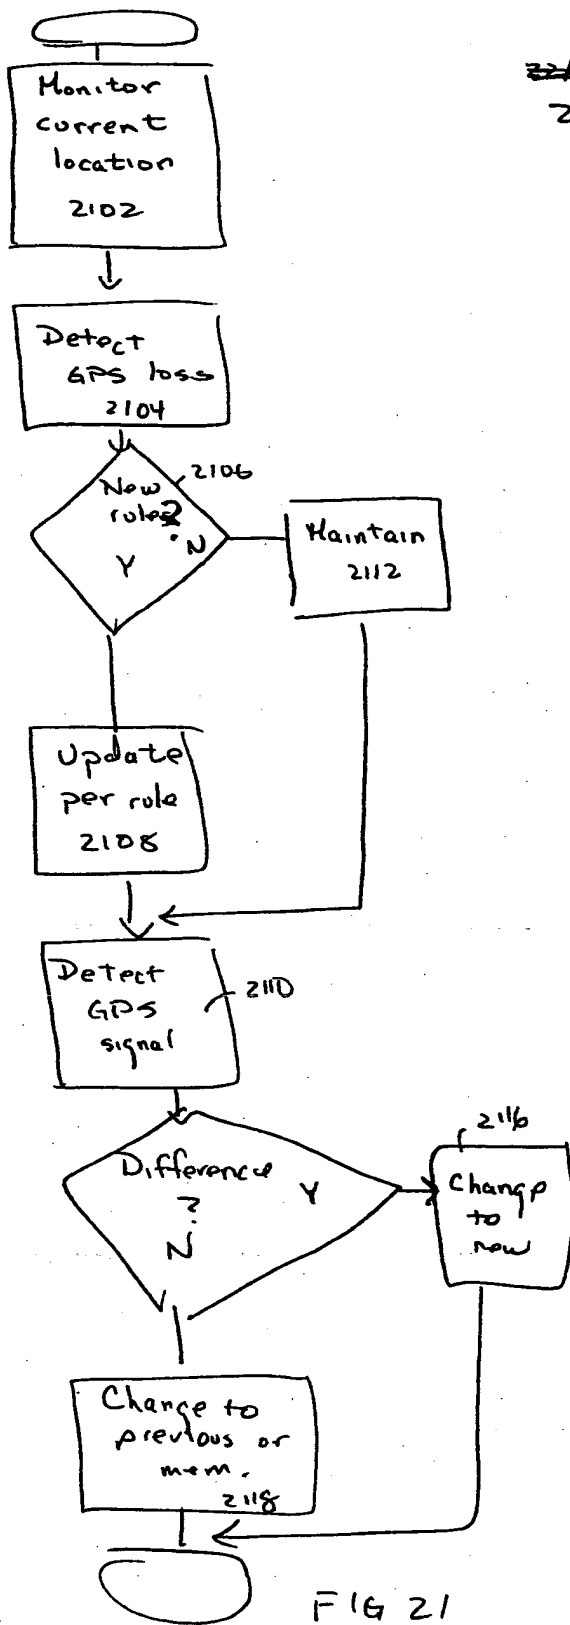 Monitor
current
location
2102
Detect
GPS loss
2104
2106
New
rules?
N
Y
Maintain
2112
Update
per rule
2108
Detect
GPS
signal
2110
2116
Difference
?
Y
N
Change
to
new
Change to
previous or
mem.
2118
FIG 21